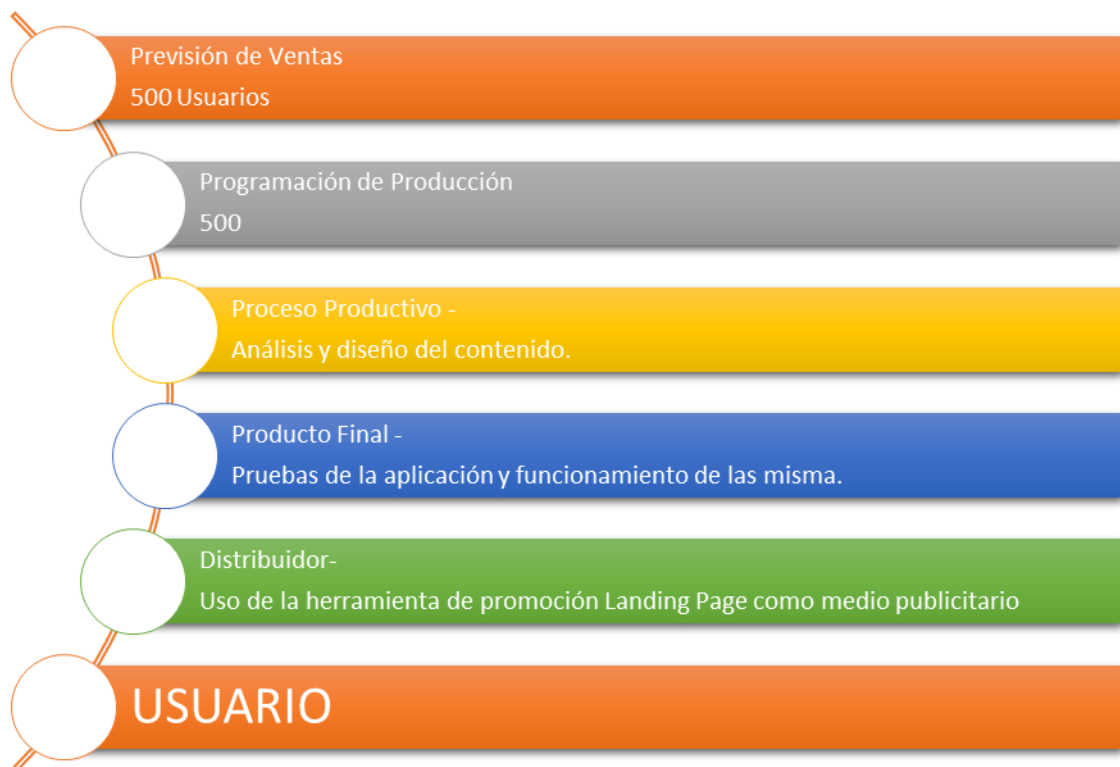 Previsión de Ventas
500 Usuarios
Programación de Producción
500
Proceso Productivo -
Análisis y diseño del contenido.
Producto Final -
Pruebas de la aplicación y funcionamiento de las misma.
Distribuidor-
Uso de la herramienta de promoción Landing Page como medio publicitario
USUARIO